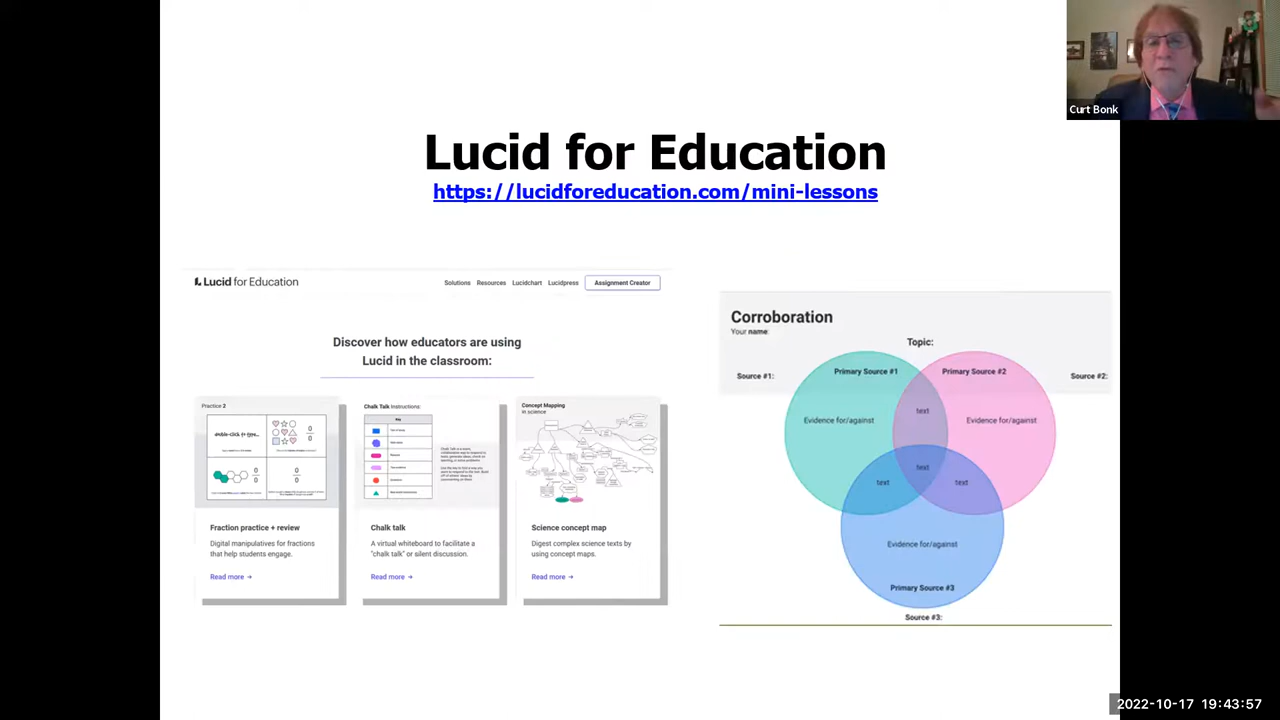 Curt Bonk
Lucid for Education
https://lucidforeducation.com/mini-lessons
Lucid for Education
Solutions Resources Lucidchart Lucidpress Assignment Creator
Discover how educators are using
Lucid in the classroom:
Practice 2
double-click to type...
Fraction practice + review
Digital manipulatives for fractions
that help students engage.
Read more →
Chalk Talk Instructions:
Key
Chalk talk
A virtual whiteboard to facilitate a
"chalk talk" or silent discussion.
Read more →
Concept Mapping
in science
Science concept map
Digest complex science texts by
using concept maps.
Read more →
Corroboration
Your name:
Topic:
Source #1:
Source #2:
Primary Source #1
Primary Source #2
text
Evidence for/against
Evidence for/against
text
text
text
Evidence for/against
Primary Source #3
Source #3:
2022-10-17 19:43:57